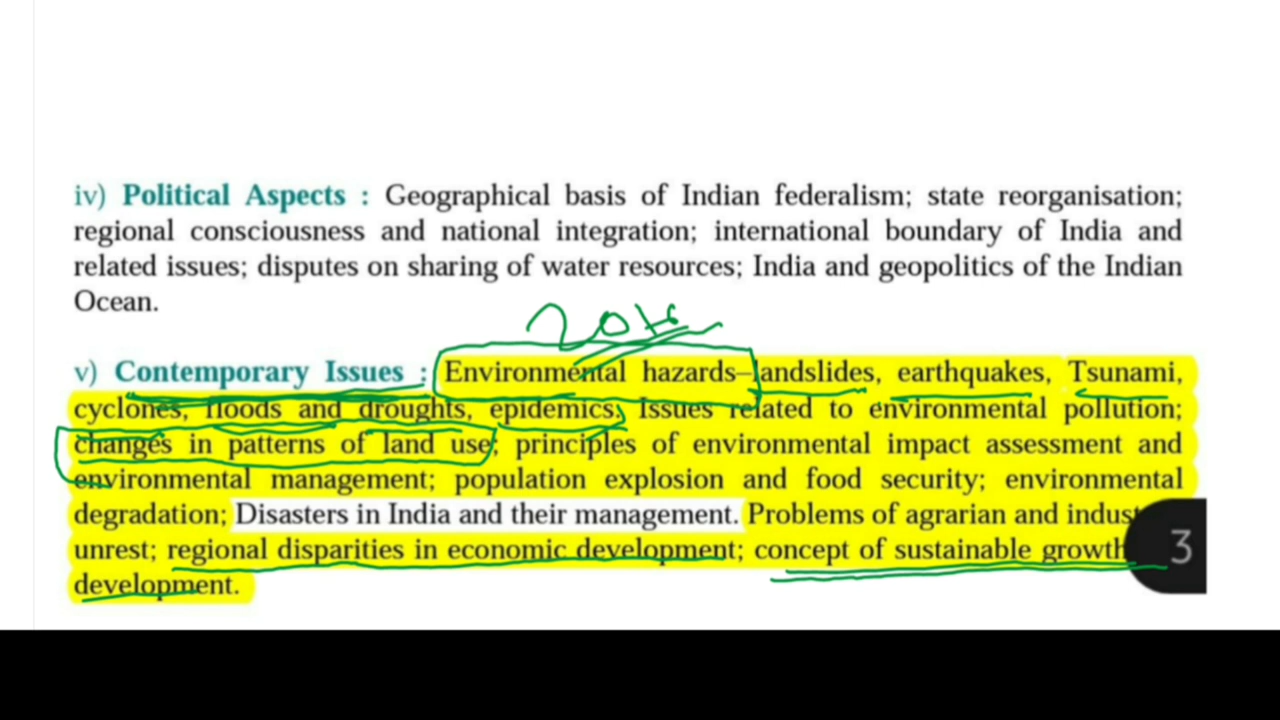 iv) Political Aspects : Geographical basis of Indian federalism; state reorganisation;
regional consciousness and national integration; international boundary of India and
related issues; disputes on sharing of water resources; India and geopolitics of the Indian
Ocean.
v) Contemporary Issues : Environmental hazards–landslides, earthquakes, Tsunami,
cyclones, floods and droughts, epidemics. Issues related to environmental pollution;
changes in patterns of land use; principles of environmental impact assessment and
environmental management; population explosion and food security; environmental
degradation; Disasters in India and their management. Problems of agrarian and
unrest; regional disparities in economic development; concept of sustainable growth
development.
3